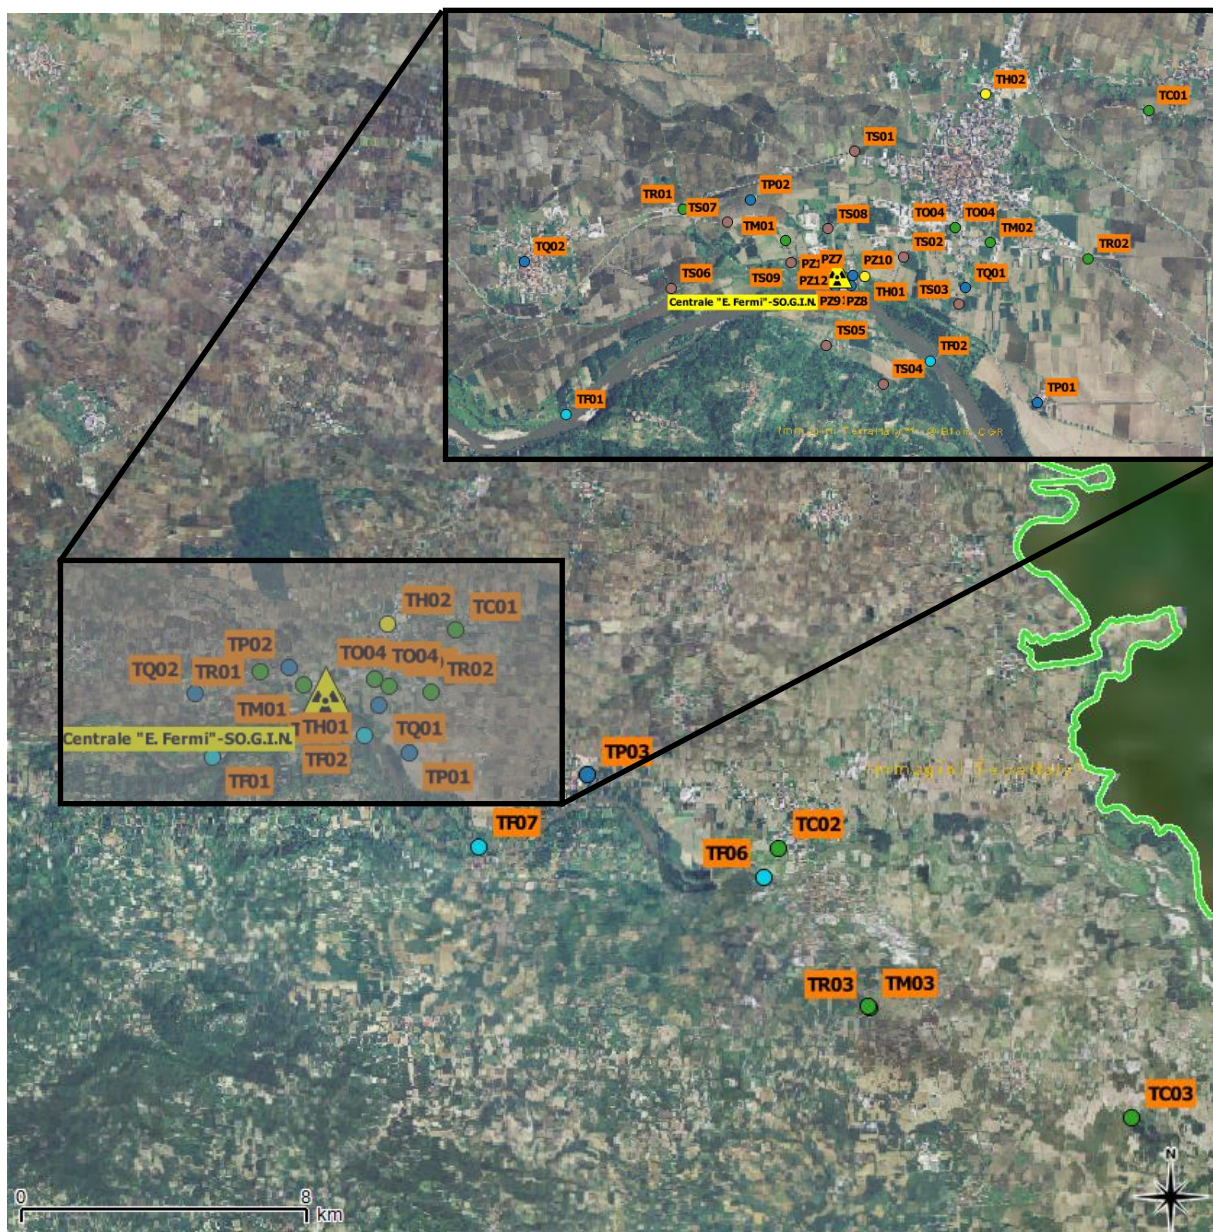 TH02
TC01
TS01
TR01
TS07
TP02
TM01
TS08
TO04
TO04
TM02
TQ02
TS02
TR02
TS06
TS09
PZ1
PZ7
PZ10
PZ12
TH01
TS03
TQ01
Centrale "E. Fermi"-SO.G.I.N.
PZ9
PZ8
TS05
TF02
TS04
TF01
TP01
TH02
TC01
TP02
TO04
TO04
TQ02
TR01
TR02
TM01
TH01
TQ01
Centrale "E. Fermi"-SO.G.I.N.
TF02
TF01
TP01
TP03
TF07
TC02
TF06
TR03
TM03
TC03
N
0
8
km